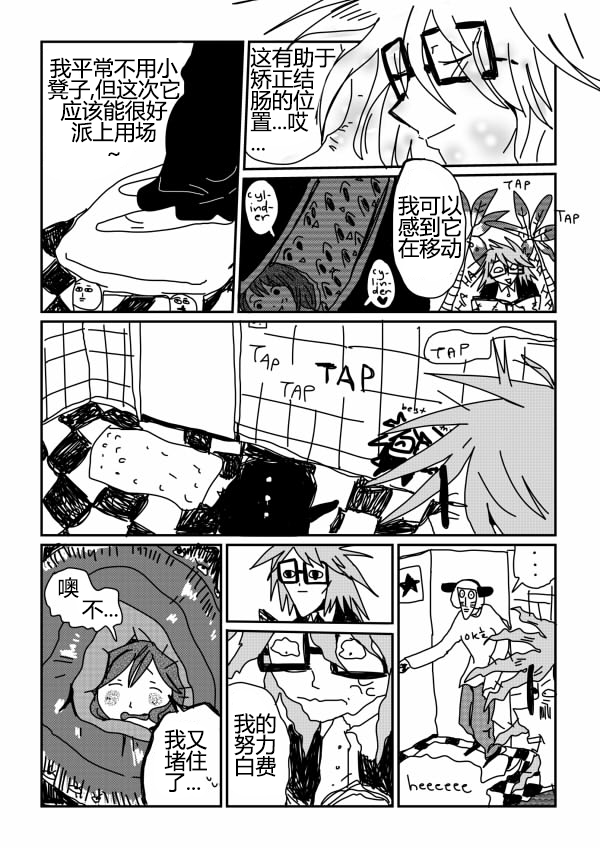 我平常不用小
凳子,但这次它
应该能很好
派上用场
~
这有助于
矫正结
肠的位
置...哎
...
cyl-
ind-
er
cy-
linder
我可以
感到它
在移动
TAP
TAP
TAP
TAP
TAP
TAP
best
噢
不...
我又
堵住
了...
我的
努力
白费
...
heeeeee